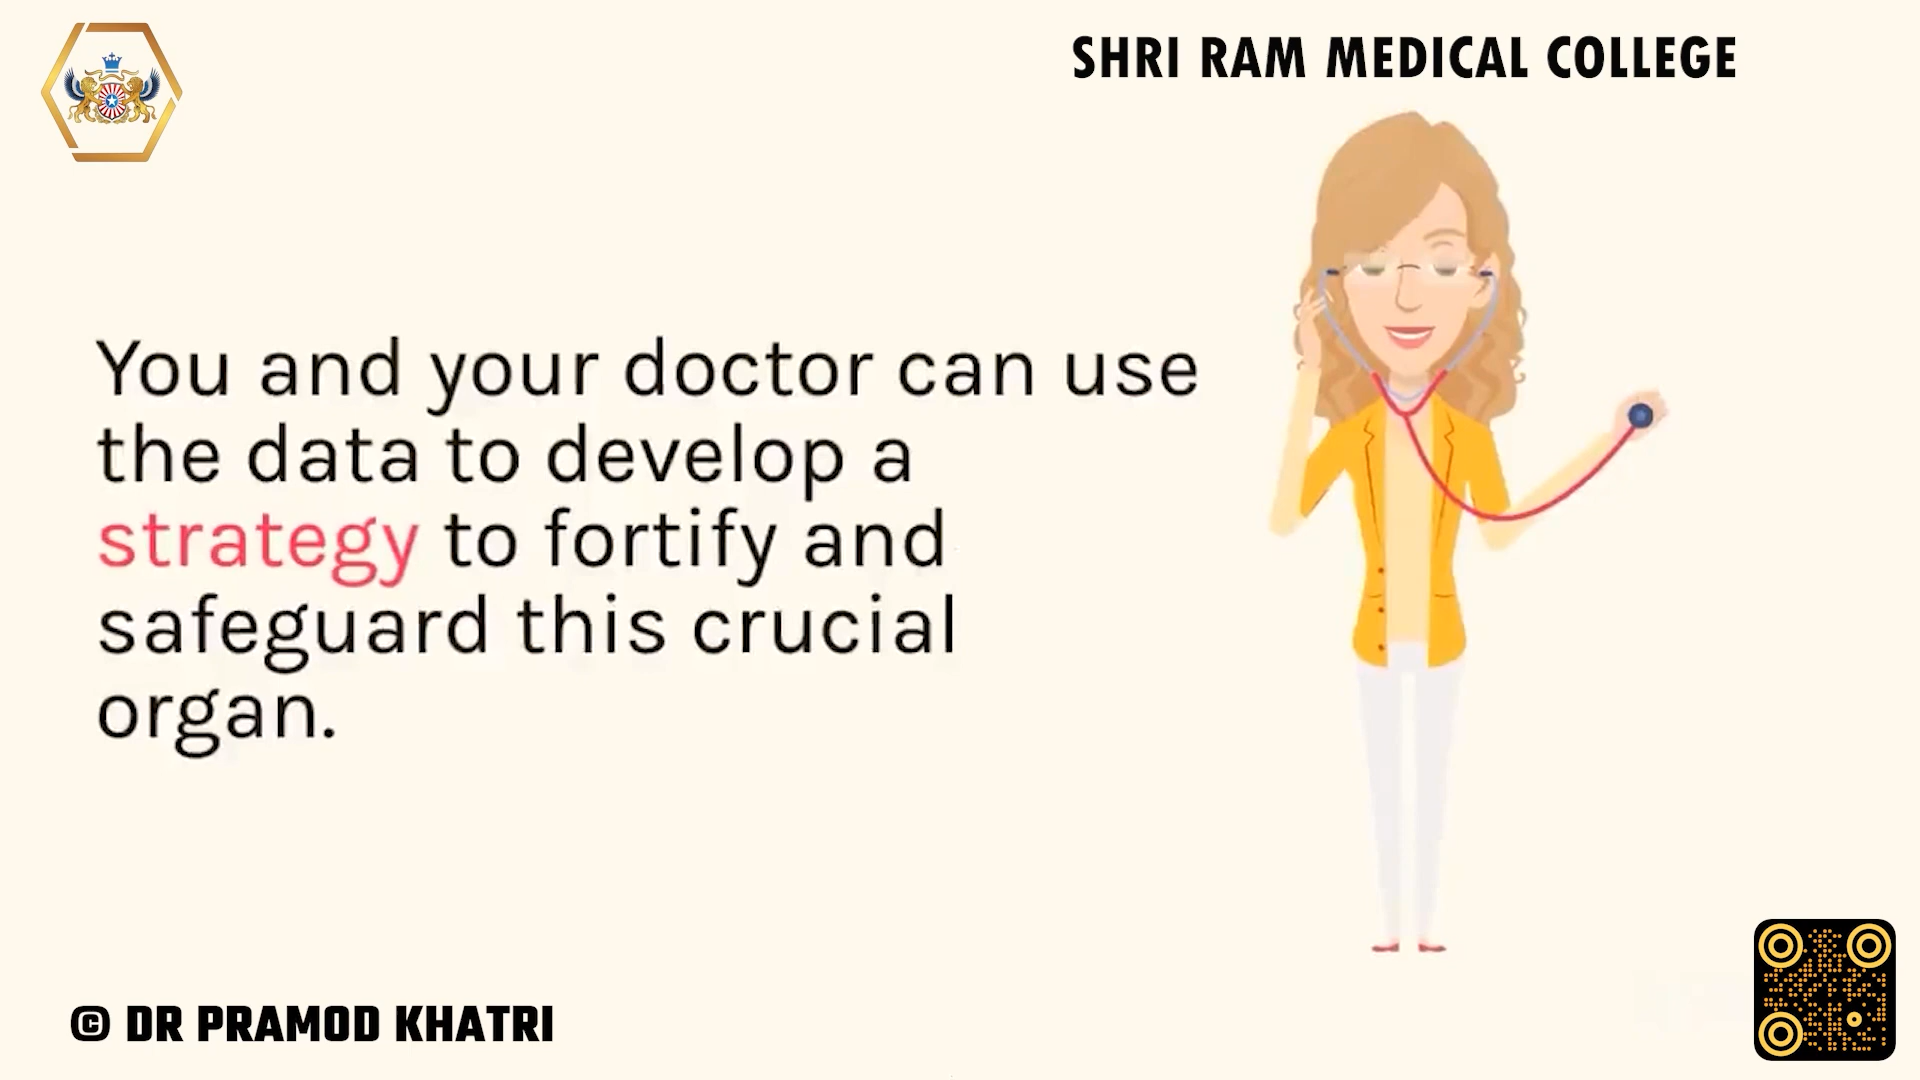 SHRI RAM MEDICAL COLLEGE
You and your doctor can use
the data to develop a
strategy to fortify and
safeguard this crucial
organ.
© DR PRAMOD KHATRI